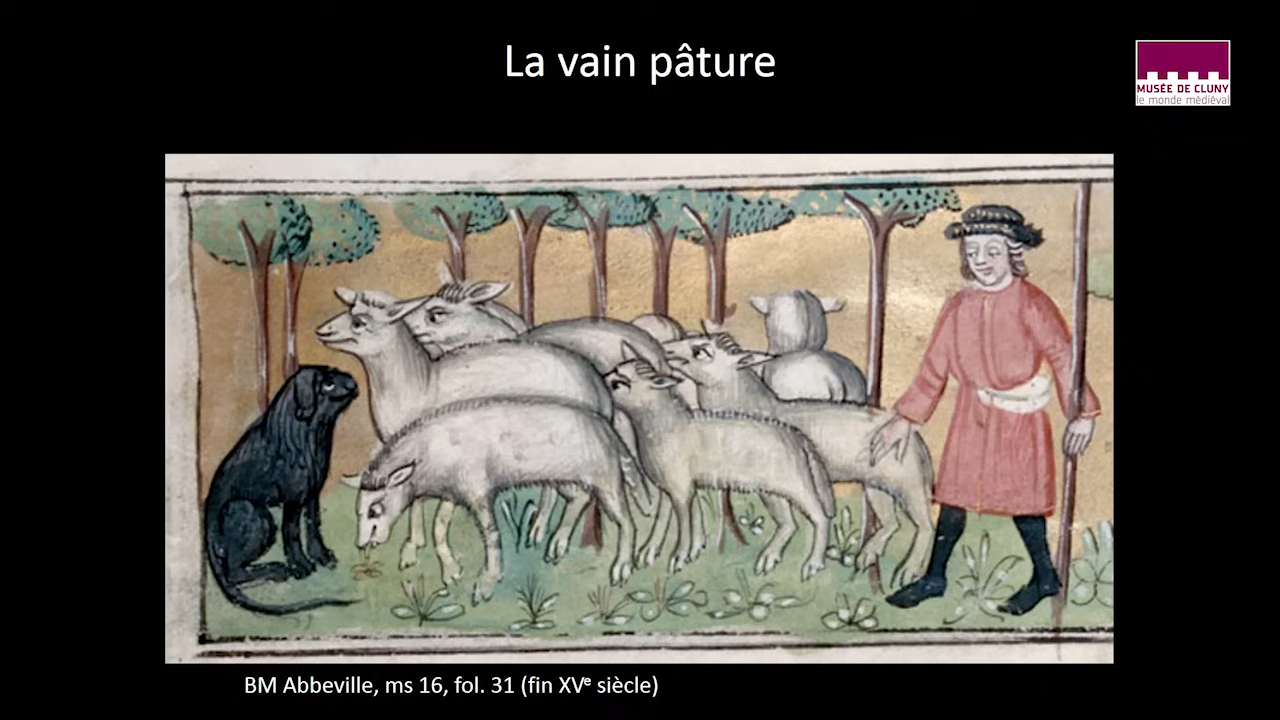 La vain pâture
MUSÉE DE CLUNY
le monde médiéval
BM Abbeville, ms 16, fol. 31 (fin XVe siècle)